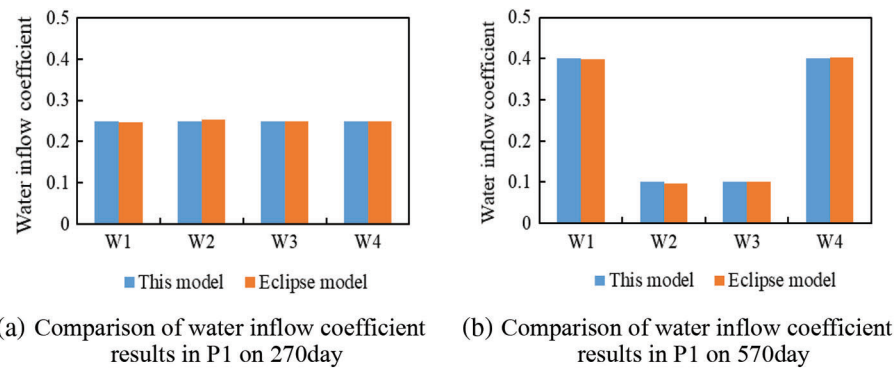 Water inflow coefficient
0.5
0.4
0.3
0.2
0.1
0
W1 W2 W3 W4
This model Eclipse model
(a) Comparison of water inflow coefficient
results in P1 on 270day
Water inflow coefficient
0.5
0.4
0.3
0.2
0.1
0
W1 W2 W3 W4
This model Eclipse model
(b) Comparison of water inflow coefficient
results in P1 on 570day